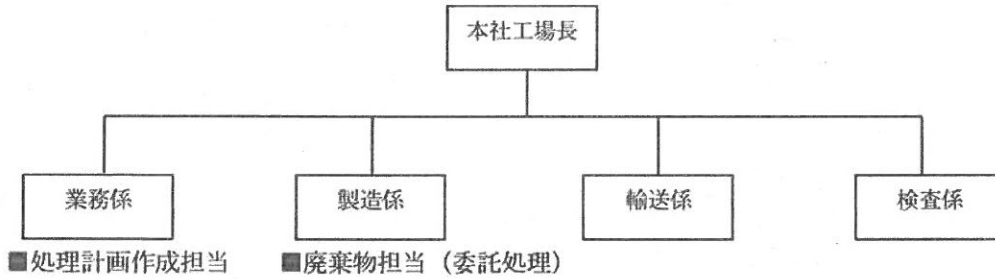 本社工場長
業務係 製造係 輸送係 検査係
■処理計画作成担当 ■廃棄物担当（委託処理）